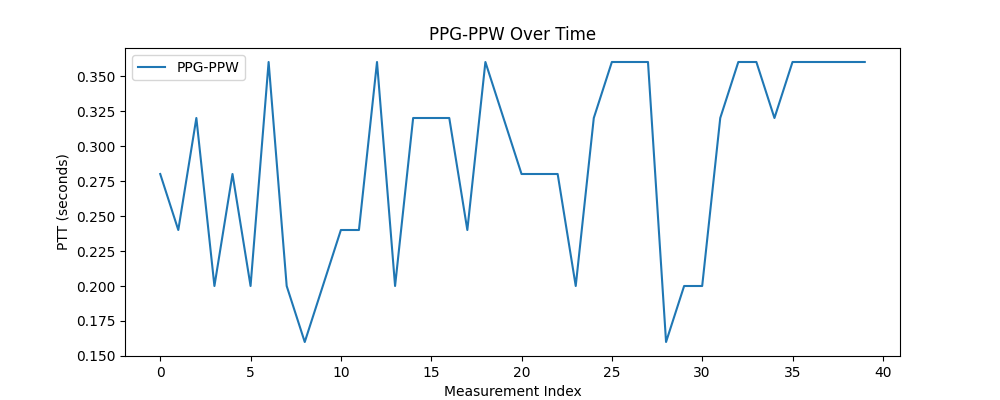 PPG-PPW Over Time
PPG-PPW
PTT (seconds)
0.350
0.325
0.300
0.275
0.250
0.225
0.200
0.175
0.150
0 5 10 15 20 25 30 35 40
Measurement Index